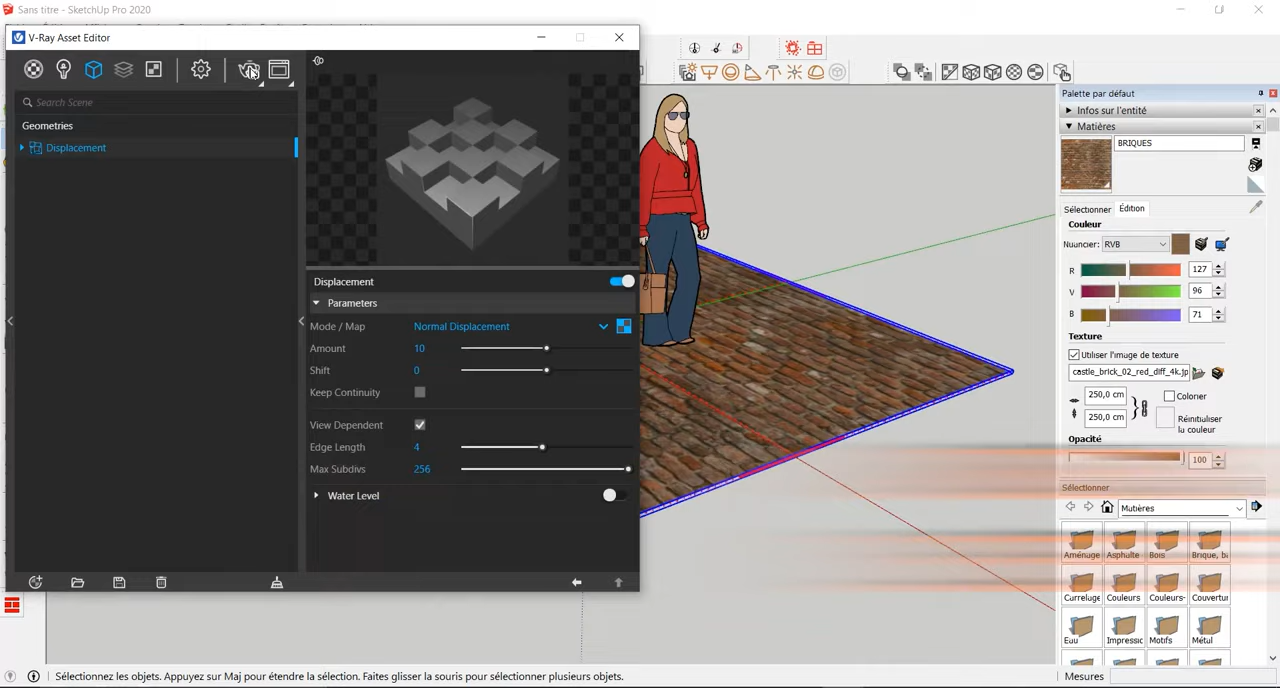 Sans titre - SketchUp Pro 2020
V-Ray Asset Editor
Search Scene
Geometries
Displacement
Displacement
Parameters
Mode / Map
Normal Displacement
Amount
10
Shift
0
Keep Continuity
View Dependent
Edge Length
4
Max Subdivs
256
Water Level
Palette par défaut
Infos sur l'entité
Matières
BRIQUES
Sélectionner
Édition
Couleur
Nuancier:
RVB
R
127
V
96
B
71
Texture
Utiliser l'image de texture
castle_brick_02_red_diff_4k.jp
250,0 cm
Colorier
250,0 cm
Réinitialiser
la couleur
Opacité
100
Sélectionner
Matières
Aménage
Asphalte
Bois
Brique, ba
Carrelage
Couleurs
Couleurs-
Couvertur
Eau
Impressic
Motifs
Métal
Sélectionnez les objets. Appuyez sur Maj pour étendre la sélection. Faites glisser la souris pour sélectionner plusieurs objets.
Mesures